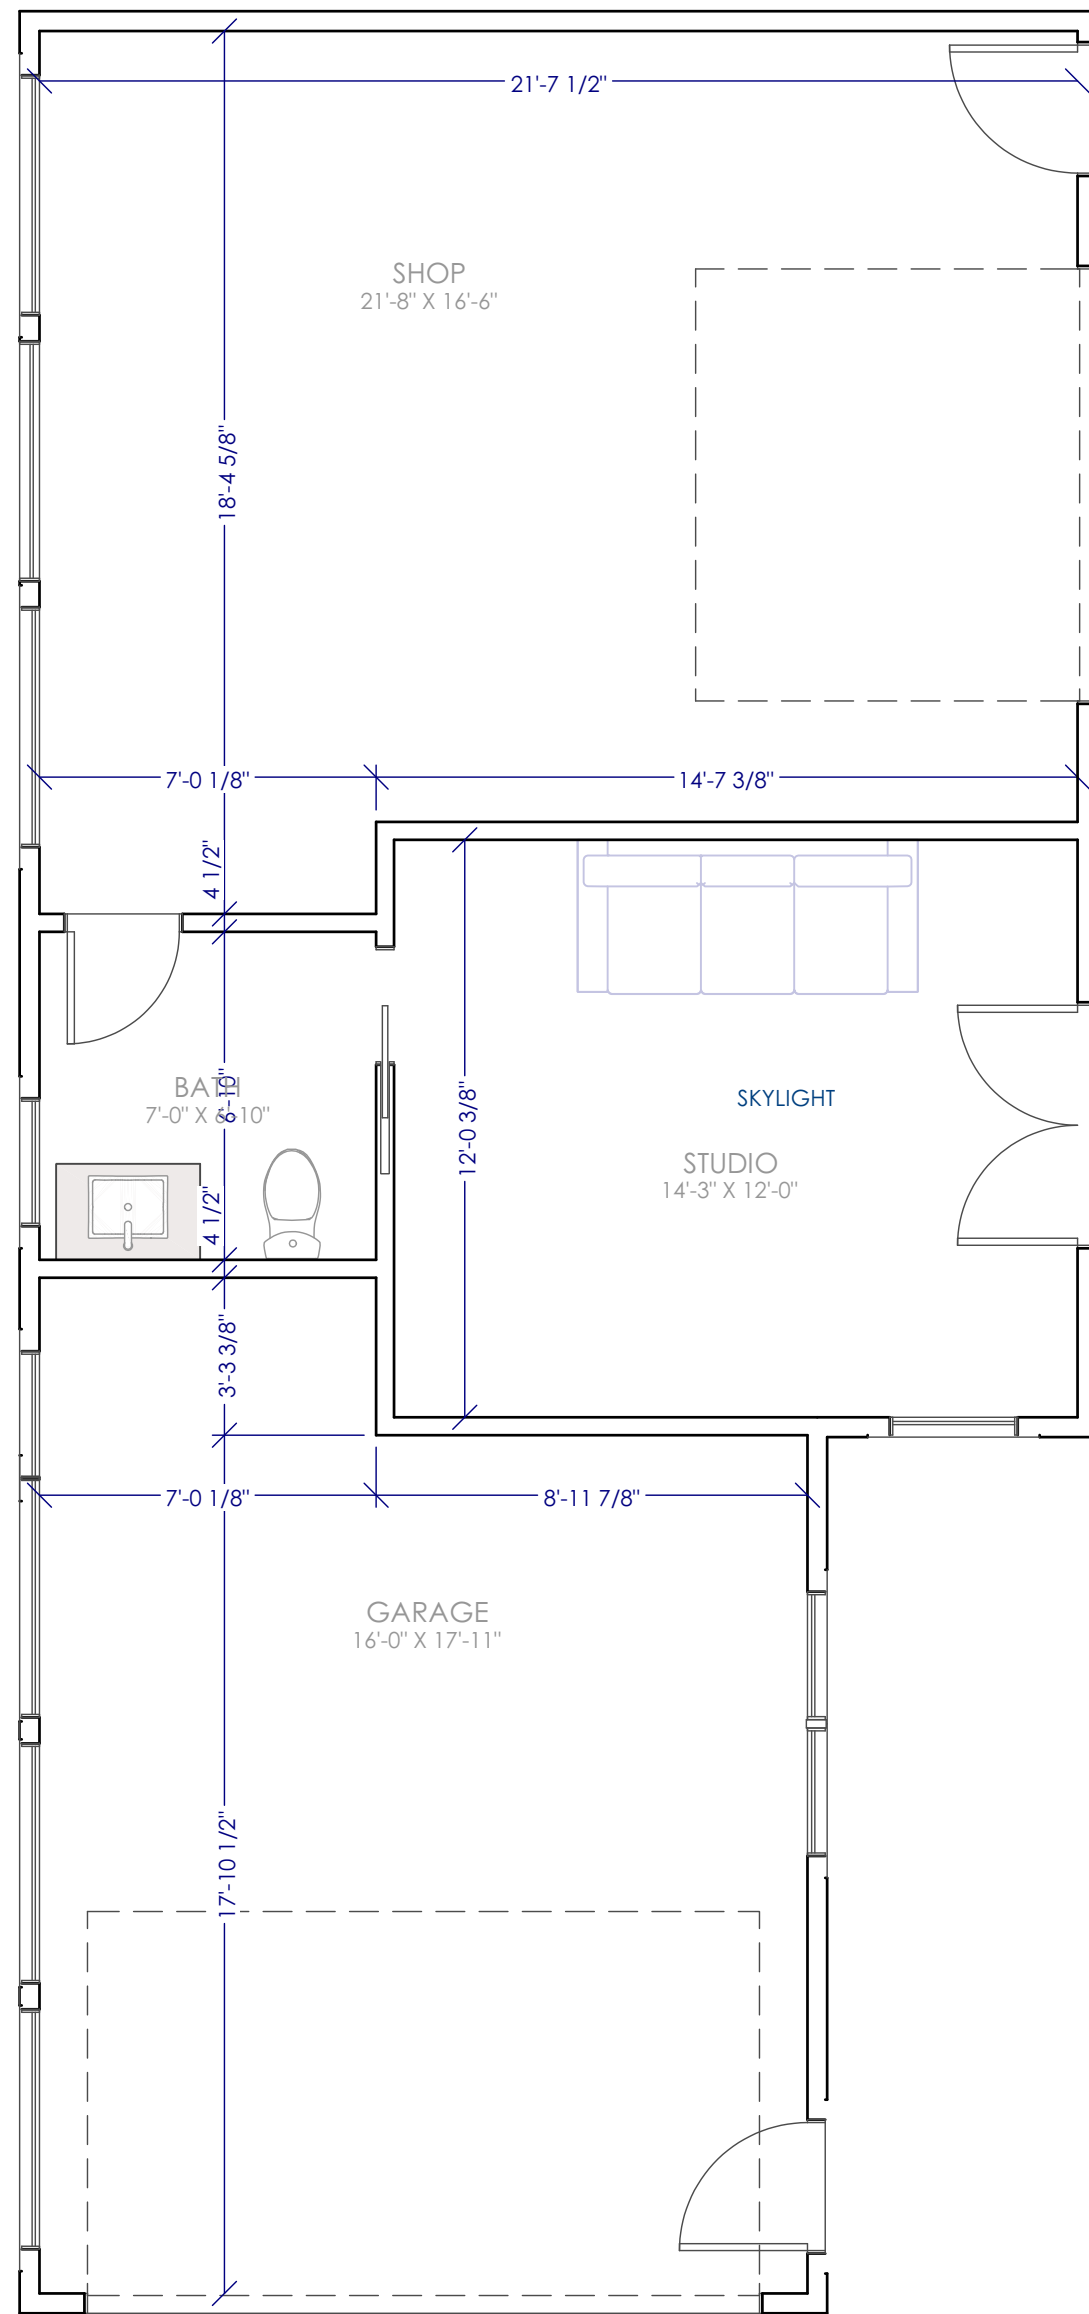 21'-7 1/2"
SHOP
21'-8" X 16'-6"
18'-4 5/8"
7'-0 1/8"
14'-7 3/8"
4 1/2"
BATH
7'-0" X 6'-10"
6'-10"
12'-0 3/8"
SKYLIGHT
STUDIO
14'-3" X 12'-0"
4 1/2"
3'-3 3/8"
7'-0 1/8"
8'-11 7/8"
GARAGE
16'-0" X 17'-11"
17'-10 1/2"